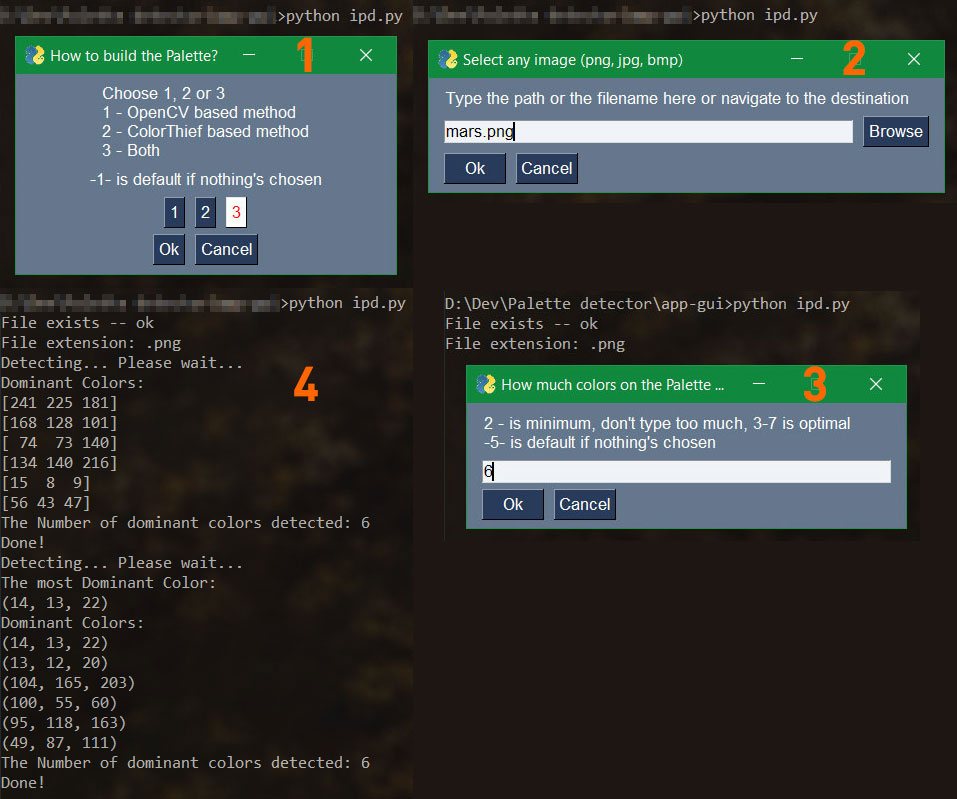 >python ipd.py
How to build the Palette?
1
Choose 1, 2 or 3
1 - OpenCV based method
2 - ColorThief based method
3 - Both
-1- is default if nothing's chosen
1 2 3
Ok Cancel
>python ipd.py
Select any image (png, jpg, bmp)
2
Type the path or the filename here or navigate to the destination
mars.png
Browse
Ok Cancel
D:\Dev\Palette detector\app-gui>python ipd.py
File exists -- ok
File extension: .png
How much colors on the Palette ...
3
2 - is minimum, don't type too much, 3-7 is optimal
-5- is default if nothing's chosen
6
Ok Cancel
>python ipd.py
File exists -- ok
File extension: .png
Detecting... Please wait...
4
Dominant Colors:
[241 225 181]
[168 128 101]
[ 74  73 140]
[134 140 216]
[15  8  9]
[56 43 47]
The Number of dominant colors detected: 6
Done!
Detecting... Please wait...
The most Dominant Color:
(14, 13, 22)
Dominant Colors:
(14, 13, 22)
(13, 12, 20)
(104, 165, 203)
(100, 55, 60)
(95, 118, 163)
(49, 87, 111)
The Number of dominant colors detected: 6
Done!